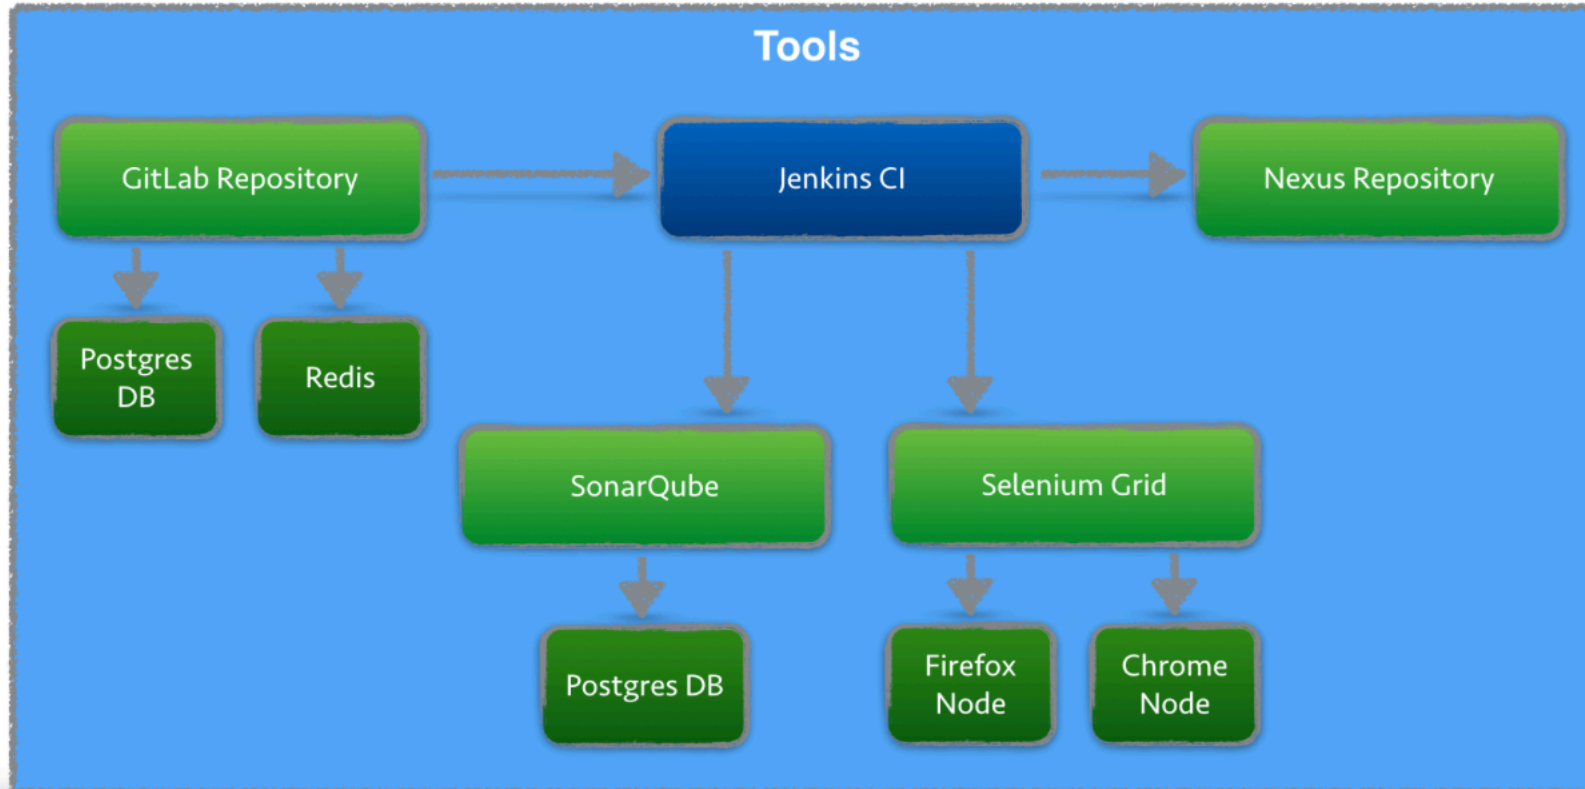 Tools
GitLab Repository
Jenkins CI
Nexus Repository
Postgres
DB
Redis
SonarQube
Selenium Grid
Postgres DB
Firefox
Node
Chrome
Node